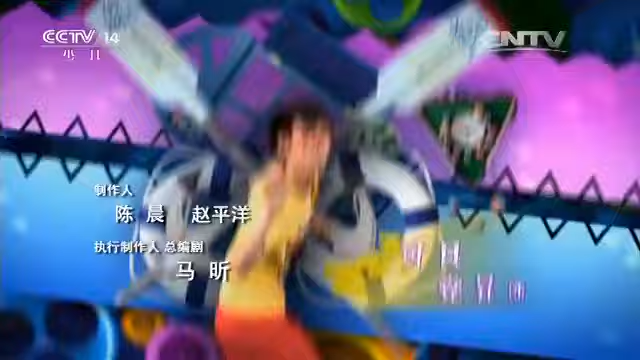 CCTV 14
少儿
CNTV
制作人
陈 晨 赵平洋
执行制作人 总编剧
马 昕